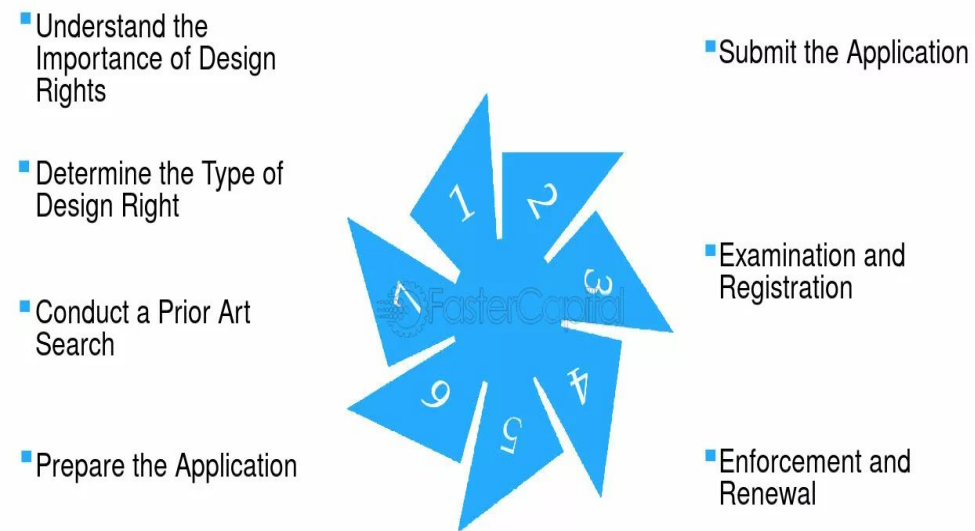 Understand the
Importance of Design
Rights
Determine the Type of
Design Right
Conduct a Prior Art
Search
Prepare the Application
Submit the Application
Examination and
Registration
Enforcement and
Renewal
1
2
3
4
5
6
7
FasterCapital